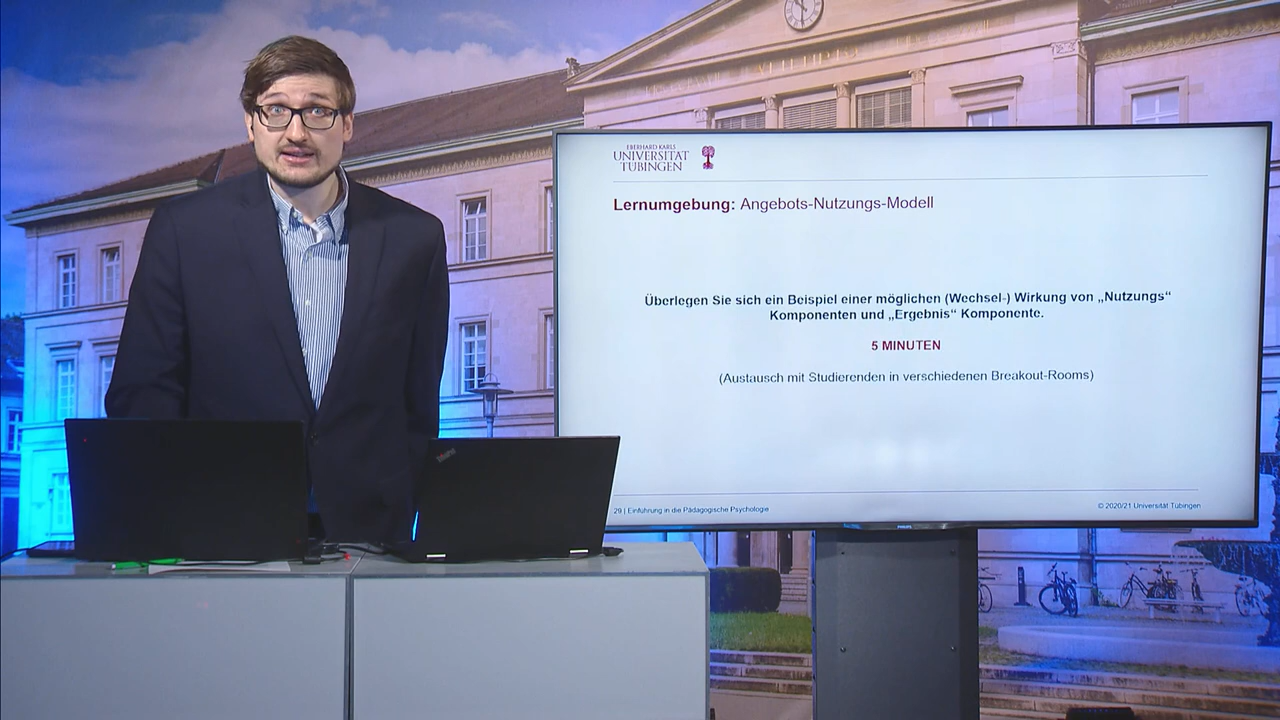 EBERHARD KARLS
UNIVERSITÄT
TÜBINGEN
Lernumgebung: Angebots-Nutzungs-Modell
Überlegen Sie sich ein Beispiel einer möglichen (Wechsel-) Wirkung von „Nutzungs“
Komponenten und „Ergebnis“ Komponente.
5 MINUTEN
(Austausch mit Studierenden in verschiedenen Breakout-Rooms)
29 | Einführung in die Pädagogische Psychologie
© 2020/21 Universität Tübingen
PHILIPS
ThinkPad